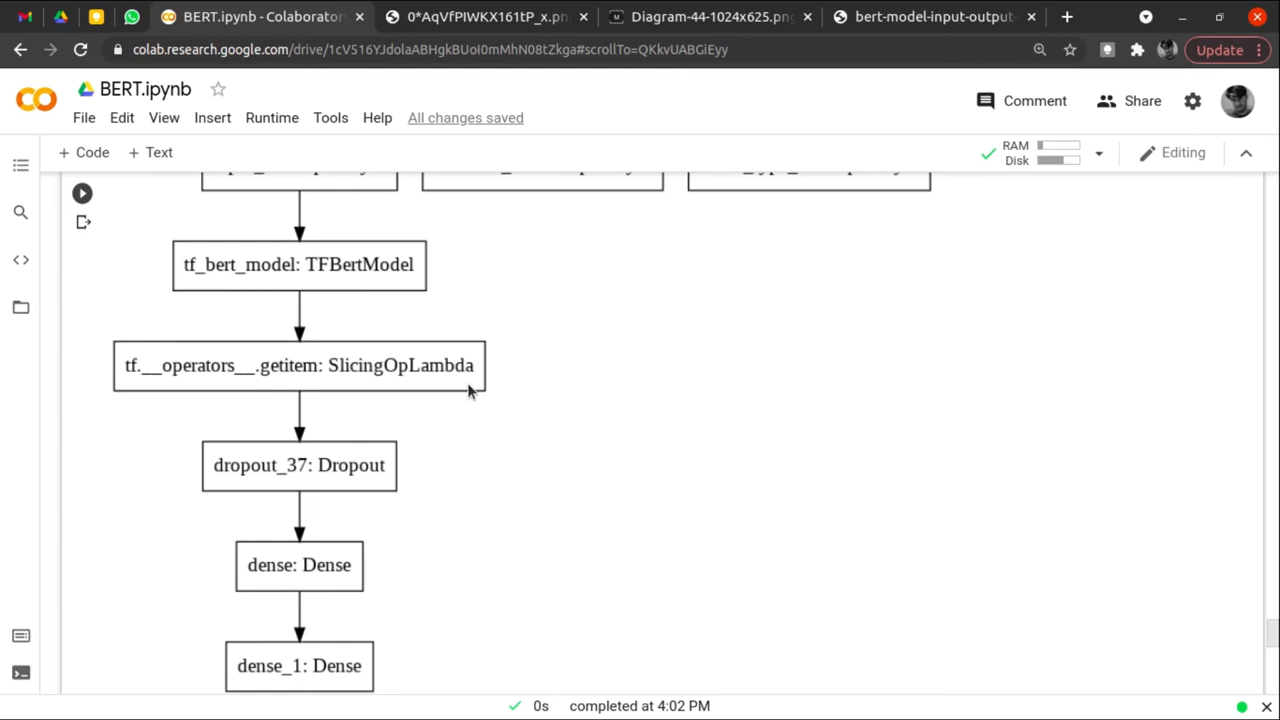 BERT.ipynb - Colaborator
0*AqVfPIWKX161tP_x.pn
Diagram-44-1024x625.pn
bert-model-input-output
colab.research.google.com/drive/1cV516YJdolaABHgkBUoI0mMhN08tZkga#scrollTo=QKkvUABGiEyy
Update
BERT.ipynb
Comment
Share
File Edit View Insert Runtime Tools Help All changes saved
+ Code + Text
RAM
Disk
Editing
tf_bert_model: TFBertModel
tf.__operators__.getitem: SlicingOpLambda
dropout_37: Dropout
dense: Dense
dense_1: Dense
0s completed at 4:02 PM